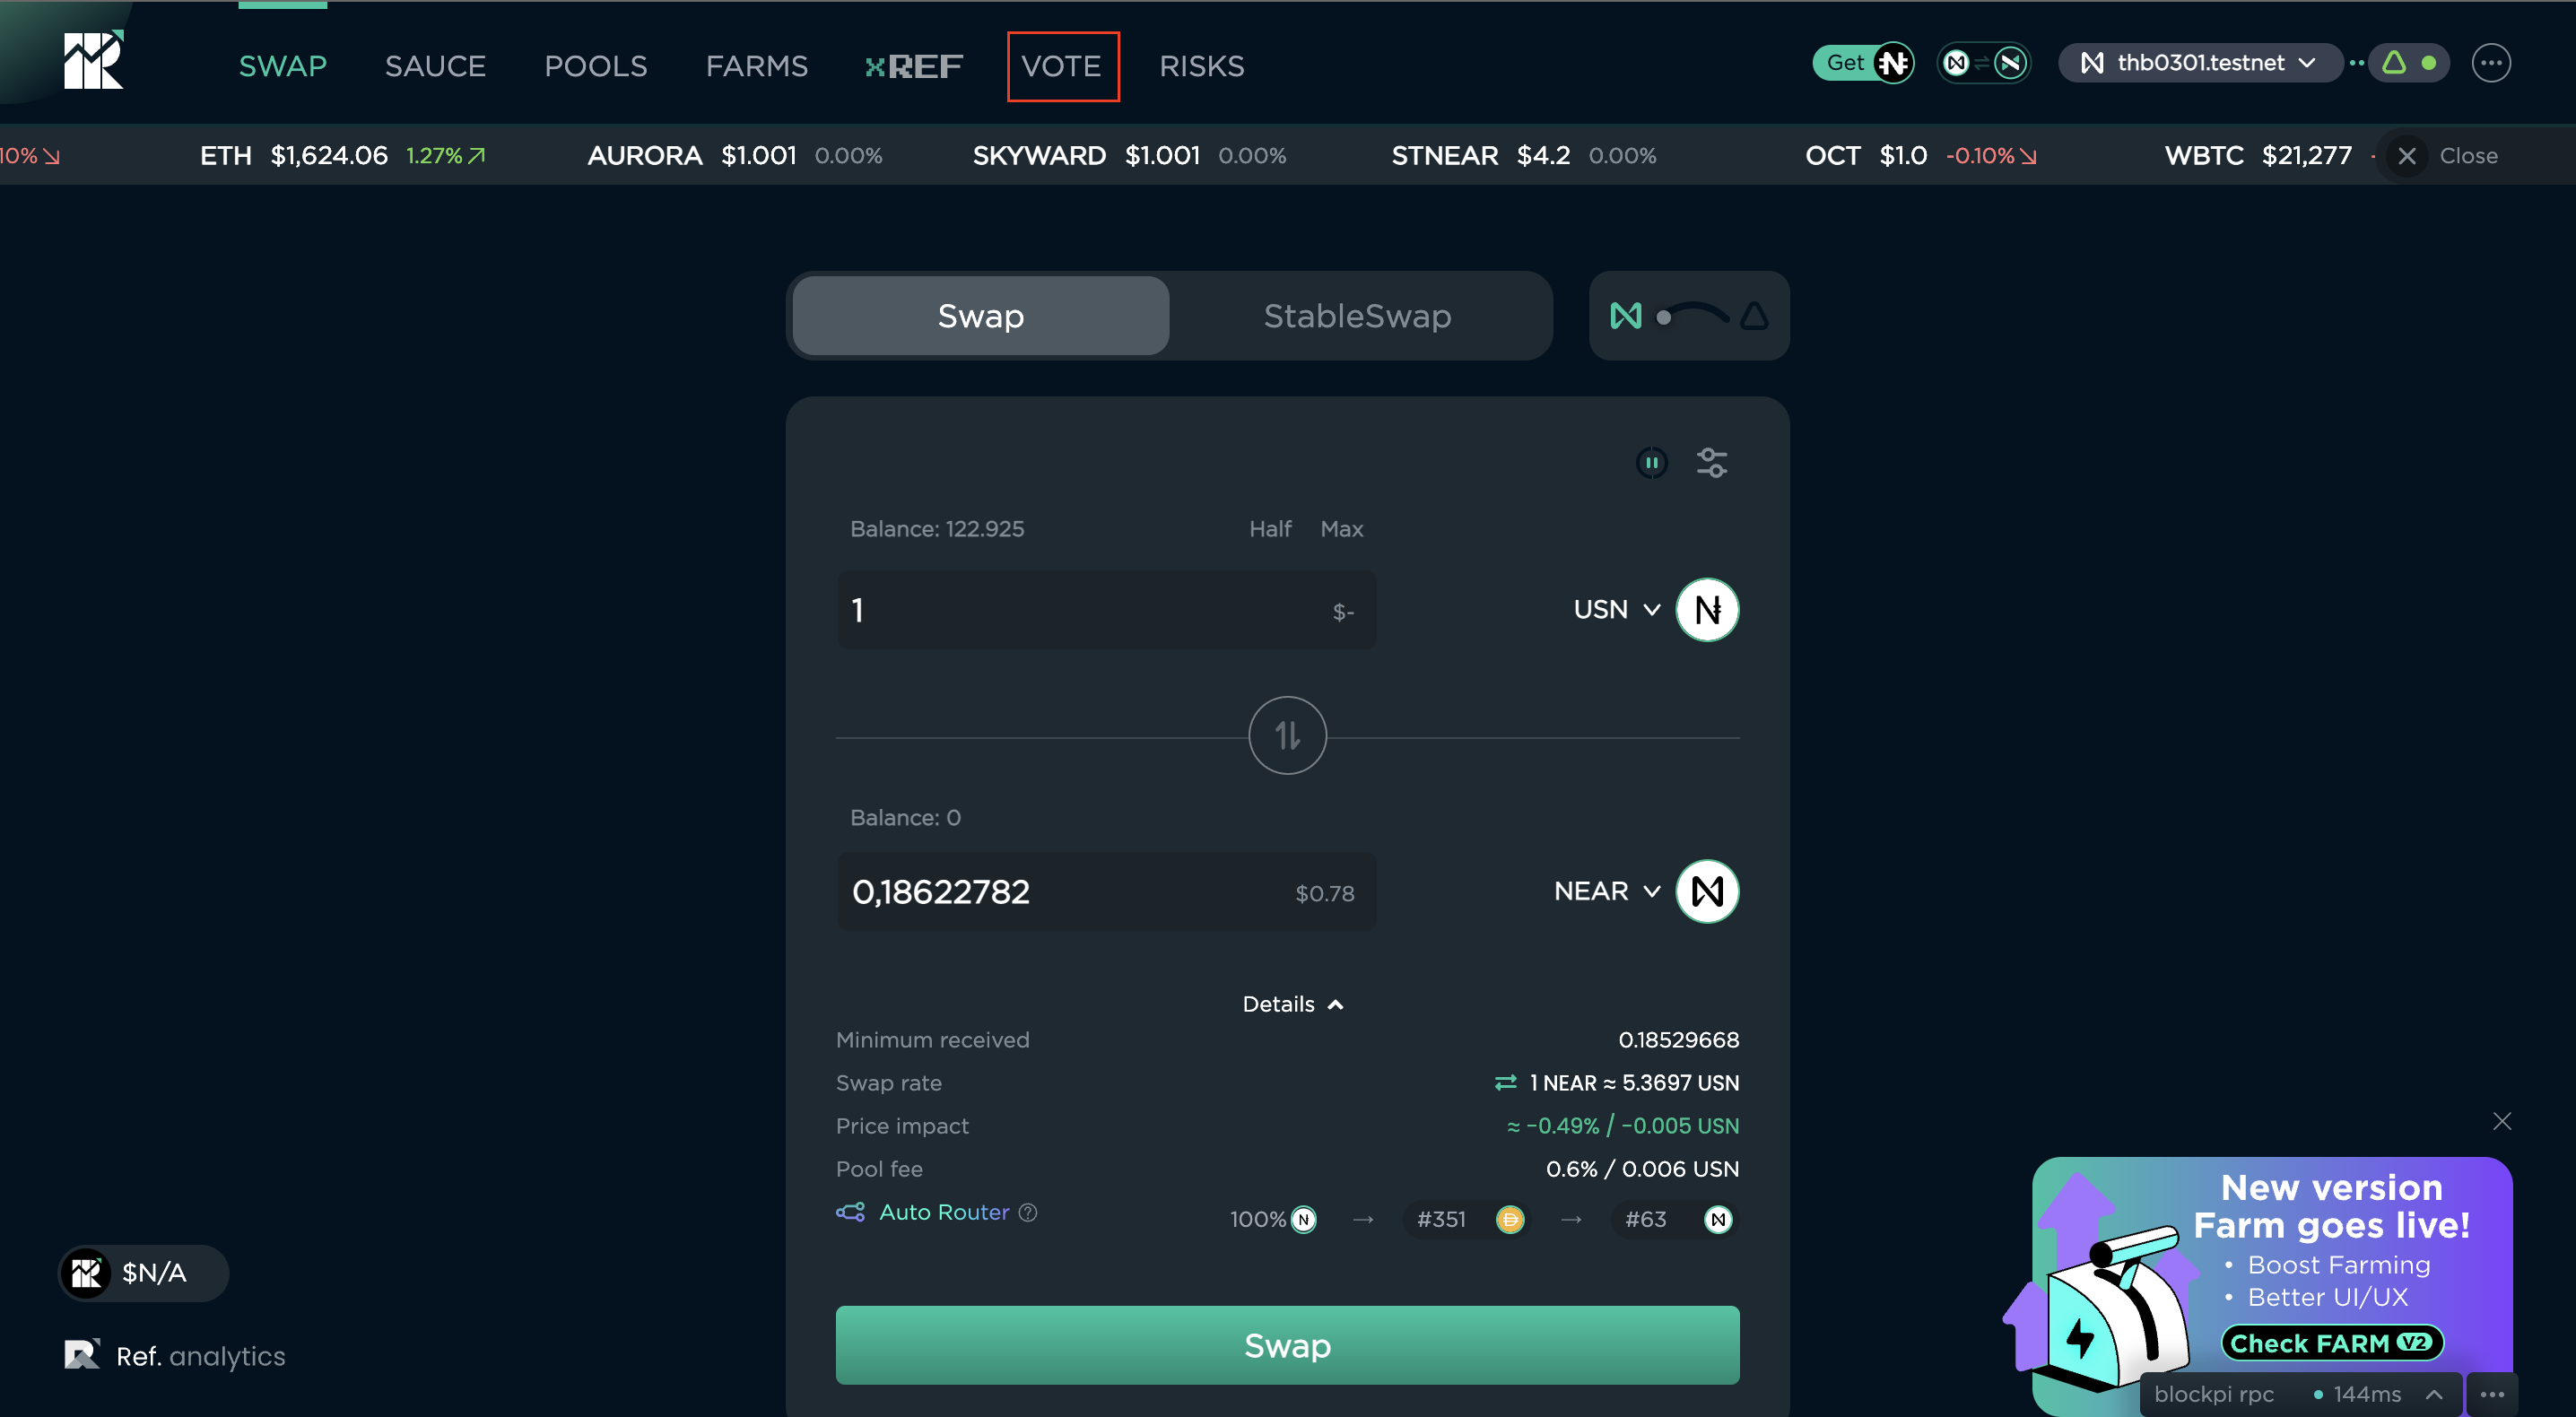 SWAP SAUCE POOLS FARMS xREF VOTE RISKS Get thb0301.testnet
10% ETH $1,624.06 1.27% AURORA $1.001 0.00% SKYWARD $1.001 0.00% STNEAR $4.2 0.00% OCT $1.0 -0.10% WBTC $21,277 - Close
Swap StableSwap
Balance: 122.925 Half Max
1 $- USN
Balance: 0
0,18622782 $0.78 NEAR
Details
Minimum received 0.18529668
Swap rate 1 NEAR ≈ 5.3697 USN
Price impact ≈ -0.49% / -0.005 USN
Pool fee 0.6% / 0.006 USN
Auto Router 100% → #351 → #63
Swap
$N/A
Ref. analytics
New version
Farm goes live!
• Boost Farming
• Better UI/UX
Check FARM V2
blockpi rpc 144ms